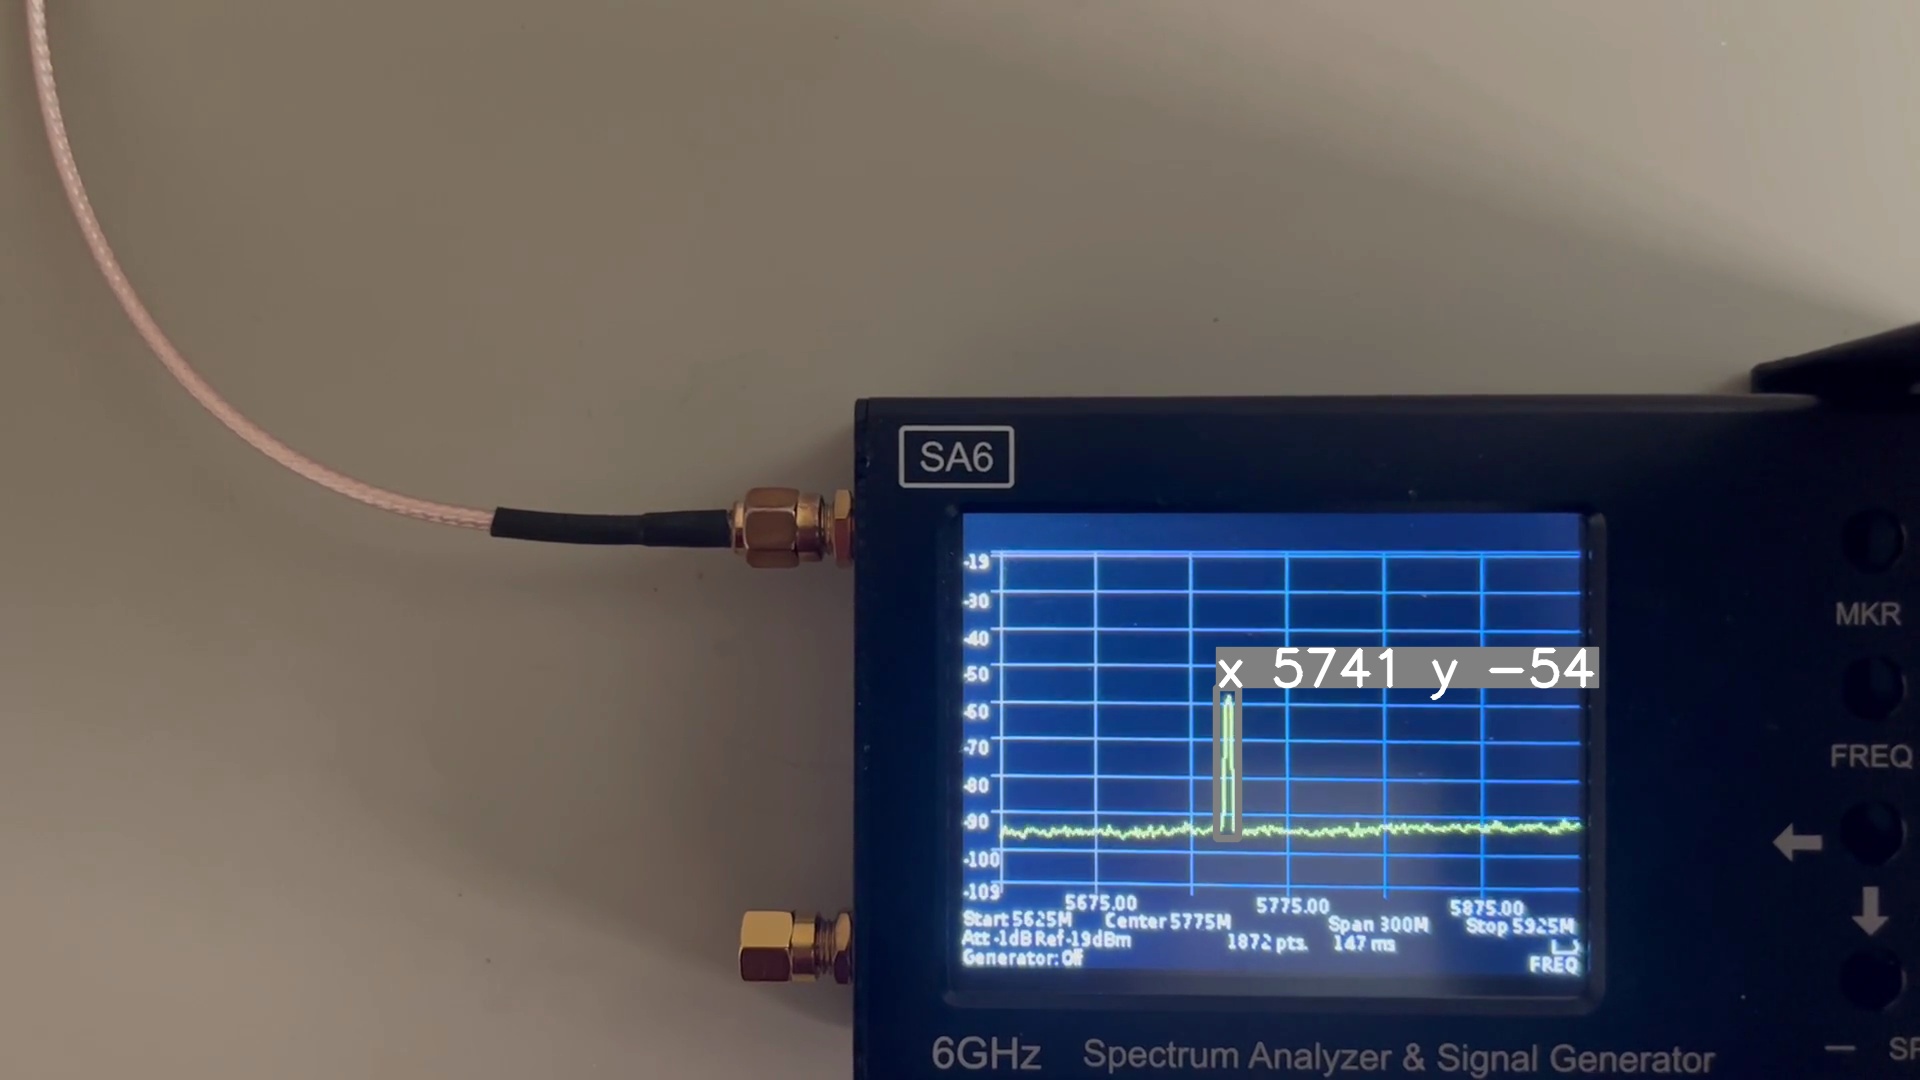 SA6
-19
-30
-40
-50
x 5741 y -54
-60
-70
-80
-90
-100
-109
5675.00 5775.00 5875.00
Start 5625M Center 5775M Span 300M Stop 5925M
Att -1dB Ref -19dBm 1872 pts. 147 ms
Generator: Off FREQ
MKR
FREQ
6GHz Spectrum Analyzer & Signal Generator